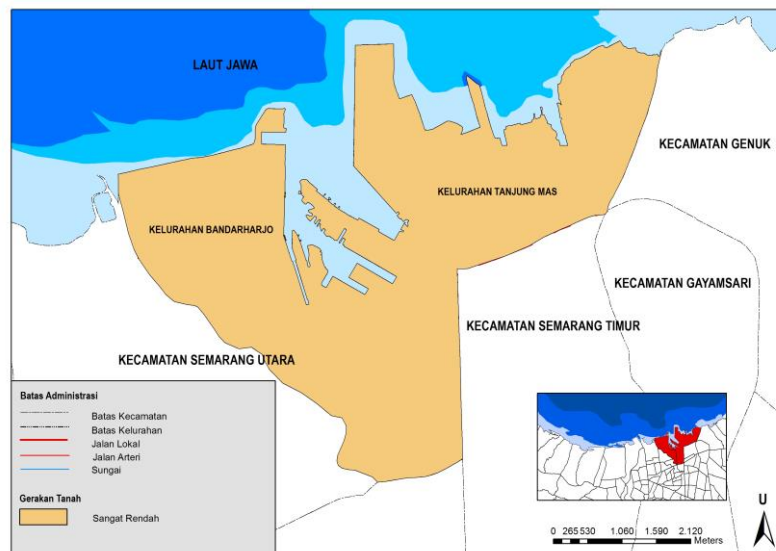 LAUT JAWA
KECAMATAN GENUK
KELURAHAN TANJUNG MAS
KELURAHAN BANDARHARJO
KECAMATAN GAYAMSARI
KECAMATAN SEMARANG TIMUR
KECAMATAN SEMARANG UTARA
Batas Administrasi
Batas Kecamatan
Batas Kelurahan
Jalan Lokal
Jalan Arteri
Sungai
Gerakan Tanah
Sangat Rendah
U
0 265 530 1.060 1.590 2.120
Meters